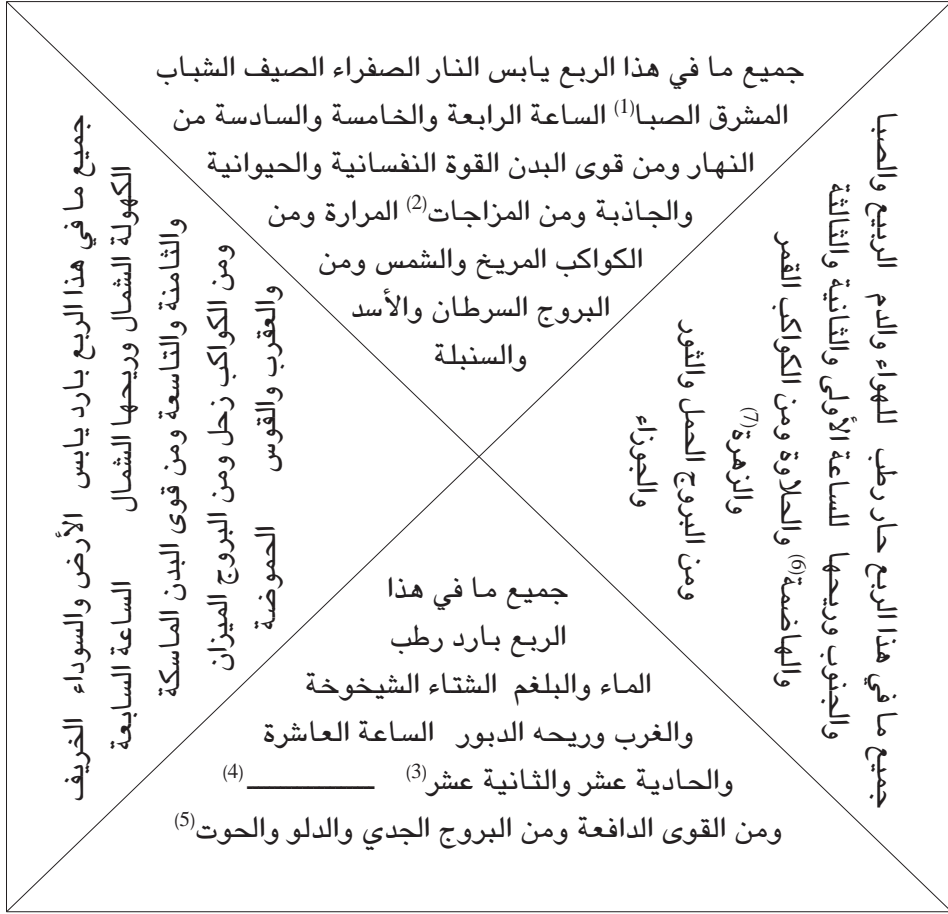 جميع ما في هذا الربع يابس النار الصفراء الصيف الشباب
المشرق الصبا(1) الساعة الرابعة والخامسة والسادسة من
النهار ومن قوى البدن القوة النفسانية والحيوانية
والجاذبة ومن المزاجات(2) المرارة ومن
الكواكب المريخ والشمس ومن
البروج السرطان والأسد
والسنبلة
جميع ما في هذا الربع حار رطب للهواء والدم الربيع والصبا
والجنوب وريحها للساعة الأولى والثانية والثالثة
والهاضمة(6) والحلاوة ومن الكواكب القمر
والزهرة(7)
ومن البروج الحمل والثور
والجوزاء
جميع ما في هذا الربع بارد يابس الأرض والسوداء الخريف
الكهولة الشمال وريحها الشمال الساعة السابعة
والثامنة والتاسعة ومن قوى البدن الماسكة
ومن الكواكب زحل ومن البروج الميزان
والعقرب والقوس الحموضة
جميع ما في هذا
الربع بارد رطب
الماء والبلغم الشتاء الشيخوخة
والغرب وريحه الدبور الساعة العاشرة
والحادية عشر والثانية عشر(3) ــــــــــــ(4)
ومن القوى الدافعة ومن البروج الجدي والدلو والحوت(5)